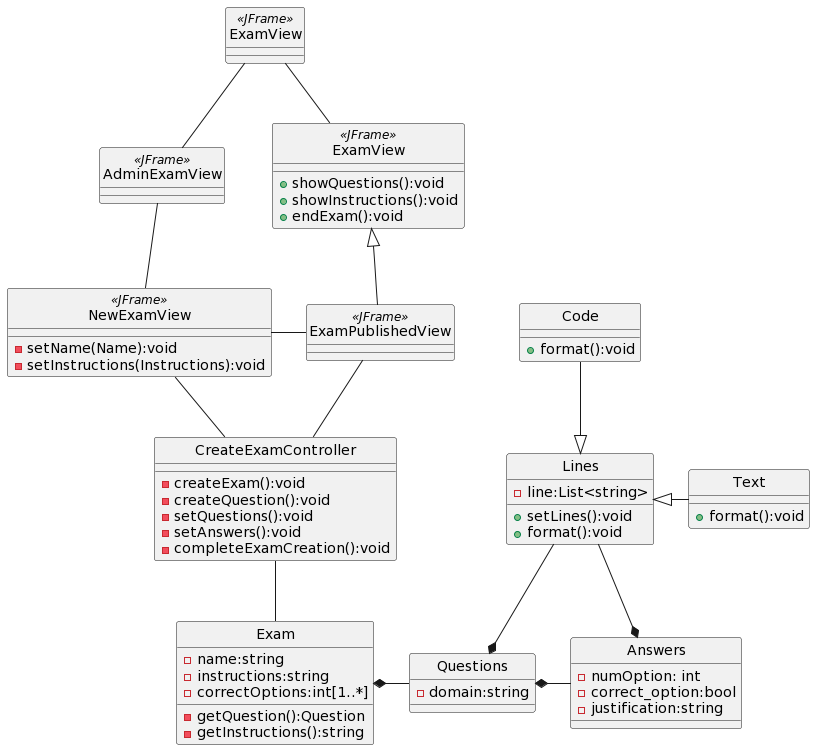 «JFrame»
ExamView
«JFrame»
AdminExamView
«JFrame»
ExamView
showQuestions():void
showInstructions():void
endExam():void
«JFrame»
NewExamView
setName(Name):void
setInstructions(Instructions):void
«JFrame»
ExamPublishedView
Code
format():void
CreateExamController
createExam():void
createQuestion():void
setQuestions():void
setAnswers():void
completeExamCreation():void
Lines
line:List<string>
setLines():void
format():void
Text
format():void
Exam
name:string
instructions:string
correctOptions:int[1..*]
getQuestion():Question
getInstructions():string
Questions
domain:string
Answers
numOption: int
correct_option:bool
justification:string